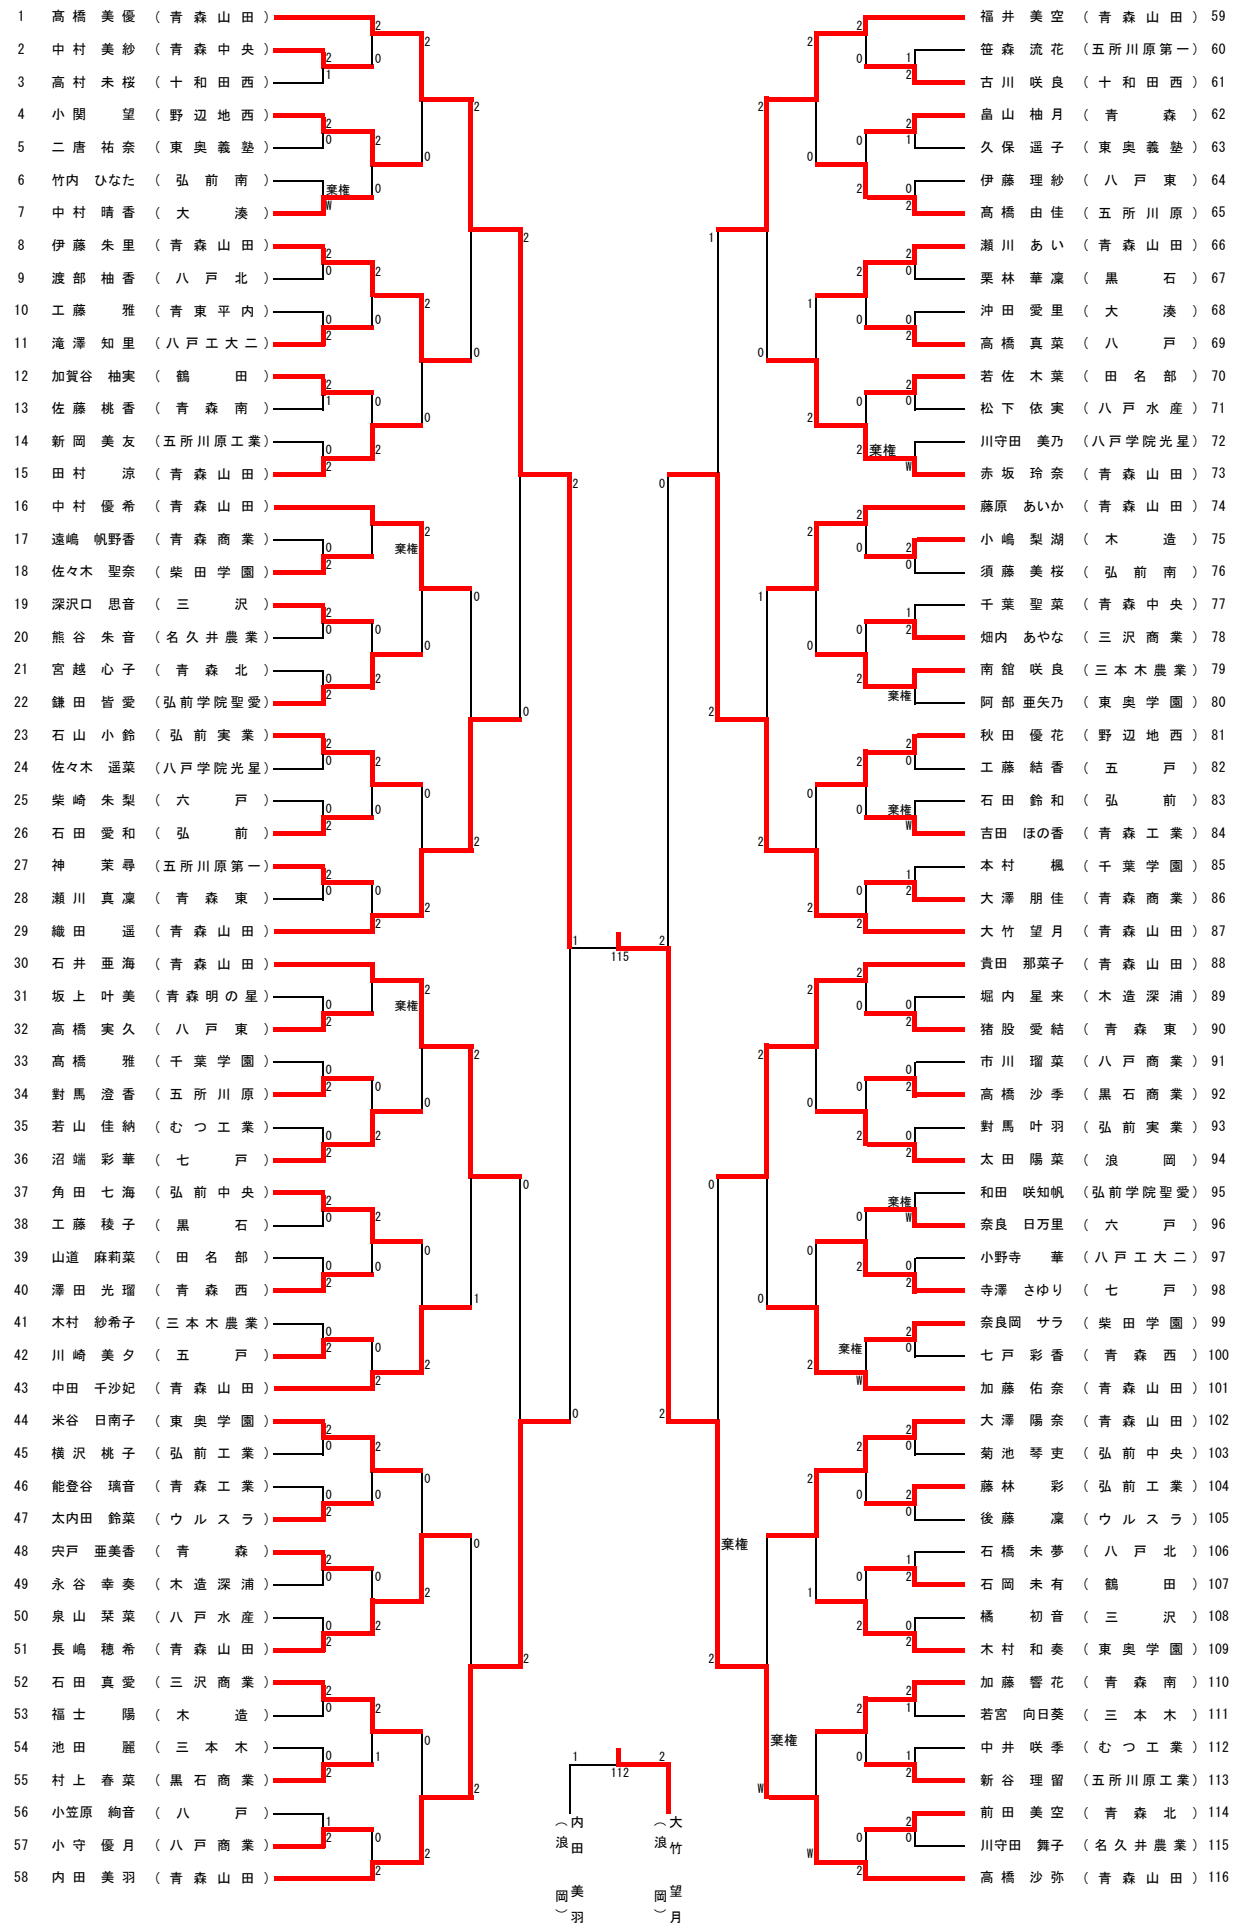 1 髙橋 美優 (青森山田)
2 中村 美紗 (青森中央)
3 高村 未桜 (十和田西)
4 小関 望 (野辺地西)
5 二唐 祐奈 (東奥義塾)
6 竹内 ひなた (弘前南)
7 中村 晴香 (大湊)
8 伊藤 朱里 (青森山田)
9 渡部 柚香 (八戸北)
10 工藤 雅 (青東平内)
11 滝澤 知里 (八戸工大二)
12 加賀谷 柚実 (鶴田)
13 佐藤 桃香 (青森南)
14 新岡 美友 (五所川原工業)
15 田村 涼 (青森山田)
16 中村 優希 (青森山田)
17 遠嶋 帆野香 (青森商業)
18 佐々木 聖奈 (柴田学園)
19 深沢口 思音 (三沢)
20 熊谷 朱音 (名久井農業)
21 宮越 心子 (青森北)
22 鎌田 皆愛 (弘前学院聖愛)
23 石山 小鈴 (弘前実業)
24 佐々木 遥菜 (八戸学院光星)
25 柴崎 朱梨 (六戸)
26 石田 愛和 (弘前)
27 神 茉尋 (五所川原第一)
28 瀬川 真凜 (青森東)
29 織田 遥 (青森山田)
30 石井 亜海 (青森山田)
31 坂上 叶美 (青森明の星)
32 高橋 実久 (八戸東)
33 髙橋 雅 (千葉学園)
34 對馬 澄香 (五所川原)
35 若山 佳納 (むつ工業)
36 沼端 彩華 (七戸)
37 角田 七海 (弘前中央)
38 工藤 稜子 (黒石)
39 山道 麻莉菜 (田名部)
40 澤田 光瑠 (青森西)
41 木村 紗希子 (三本木農業)
42 川崎 美夕 (五戸)
43 中田 千沙妃 (青森山田)
44 米谷 日南子 (東奥学園)
45 横沢 桃子 (弘前工業)
46 能登谷 璃音 (青森工業)
47 太内田 鈴菜 (ウルスラ)
48 宍戸 亜美香 (青森)
49 永谷 幸奏 (木造深浦)
50 泉山 栞菜 (八戸水産)
51 長嶋 穂希 (青森山田)
52 石田 真愛 (三沢商業)
53 福士 陽 (木造)
54 池田 麗 (三本木)
55 村上 春菜 (黒石商業)
56 小笠原 絢音 (八戸)
57 小守 優月 (八戸商業)
58 内田 美羽 (青森山田)
棄権
W
棄権
棄権
1
115
2
1
112
2
内田 美羽
(浪岡)
大竹 望月
(浪岡)
福井 美空 (青森山田) 59
笹森 流花 (五所川原第一) 60
古川 咲良 (十和田西) 61
畠山 柚月 (青森) 62
久保 遥子 (東奥義塾) 63
伊藤 理紗 (八戸東) 64
髙橋 由佳 (五所川原) 65
瀬川 あい (青森山田) 66
栗林 華凜 (黒石) 67
沖田 愛里 (大湊) 68
高橋 真菜 (八戸) 69
若佐 木葉 (田名部) 70
松下 依実 (八戸水産) 71
川守田 美乃 (八戸学院光星) 72
赤坂 玲奈 (青森山田) 73
藤原 あいか (青森山田) 74
小嶋 梨湖 (木造) 75
須藤 美桜 (弘前南) 76
千葉 聖菜 (青森中央) 77
畑内 あやな (三沢商業) 78
南舘 咲良 (三本木農業) 79
阿部 亜矢乃 (東奥学園) 80
秋田 優花 (野辺地西) 81
工藤 結香 (五戸) 82
石田 鈴和 (弘前) 83
吉田 ほの香 (青森工業) 84
本村 楓 (千葉学園) 85
大澤 朋佳 (青森商業) 86
大竹 望月 (青森山田) 87
貴田 那菜子 (青森山田) 88
堀内 星来 (木造深浦) 89
猪股 愛結 (青森東) 90
市川 瑠菜 (八戸商業) 91
高橋 沙季 (黒石商業) 92
對馬 叶羽 (弘前実業) 93
太田 陽菜 (浪岡) 94
和田 咲知帆 (弘前学院聖愛) 95
奈良 日万里 (六戸) 96
小野寺 華 (八戸工大二) 97
寺澤 さゆり (七戸) 98
奈良岡 サラ (柴田学園) 99
七戸 彩香 (青森西) 100
加藤 佑奈 (青森山田) 101
大澤 陽奈 (青森山田) 102
菊池 琴吏 (弘前中央) 103
藤林 彩 (弘前工業) 104
後藤 凜 (ウルスラ) 105
石橋 未夢 (八戸北) 106
石岡 未有 (鶴田) 107
橘 初音 (三沢) 108
木村 和奏 (東奥学園) 109
加藤 響花 (青森南) 110
若宮 向日葵 (三本木) 111
中井 咲季 (むつ工業) 112
新谷 理留 (五所川原工業) 113
前田 美空 (青森北) 114
川守田 舞子 (名久井農業) 115
高橋 沙弥 (青森山田) 116
棄権
W
棄権
棄権
W
棄権
W
棄権
W
棄権
棄権
W
W